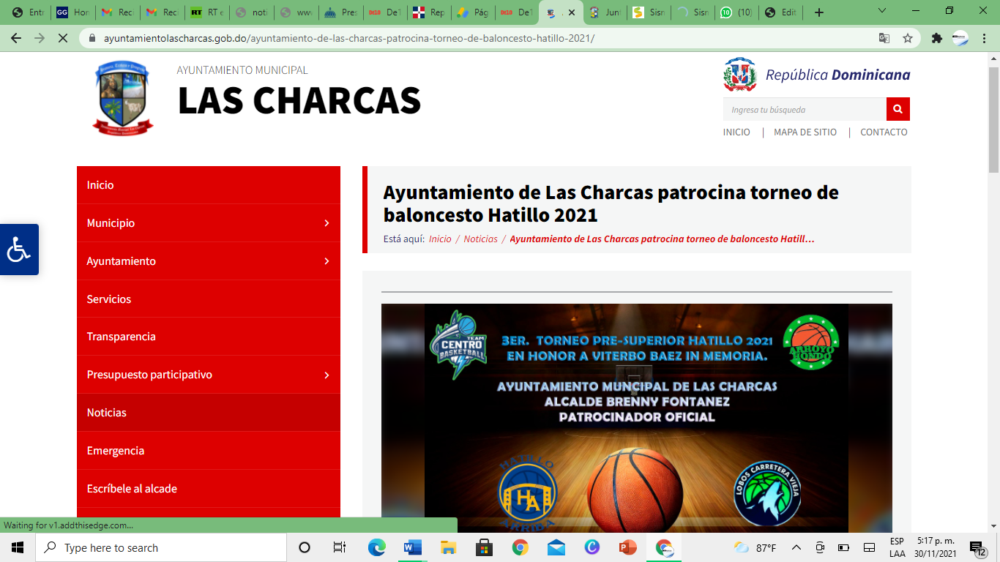 Entr
Hon
Reci
Reci
RT e
noti
www
Pres
DeT
Rep
Pág
DeT
Junt
Sisn
Sisn
(10)
Edit
ayuntamientolascharcas.gob.do/ayuntamiento-de-las-charcas-patrocina-torneo-de-baloncesto-hatillo-2021/
AYUNTAMIENTO MUNICIPAL
LAS CHARCAS
República Dominicana
Ingresa tu búsqueda
INICIO | MAPA DE SITIO | CONTACTO
Inicio
Municipio
Ayuntamiento
Servicios
Transparencia
Presupuesto participativo
Noticias
Emergencia
Escríbele al alcade
Ayuntamiento de Las Charcas patrocina torneo de
baloncesto Hatillo 2021
Está aquí: Inicio / Noticias / Ayuntamiento de Las Charcas patrocina torneo de baloncesto Hatill...
TEAM
CENTRO
BASKETBALL
3ER. TORNEO PRE-SUPERIOR HATILLO 2021
EN HONOR A VITERBO BAEZ IN MEMORIA.
ARROYO
HONDO
AYUNTAMIENTO MUNCIPAL DE LAS CHARCAS
ALCALDE BRENNY FONTANEZ
PATROCINADOR OFICIAL
HATILLO
HA
ARRIBA
LOBOS CARRETERA VIEJA
Waiting for v1.addthisedge.com...
Type here to search
87°F
ESP
LAA
5:17 p. m.
30/11/2021
12